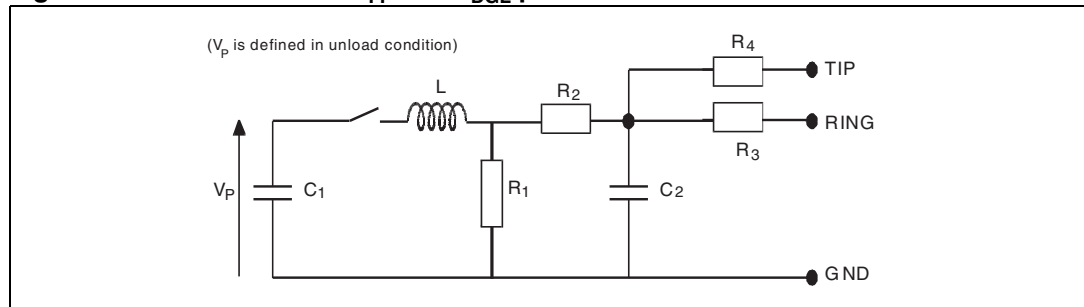 (VP is defined in unload condition)
R4
TIP
L
R2
RING
R3
VP
C1
R1
C2
GND